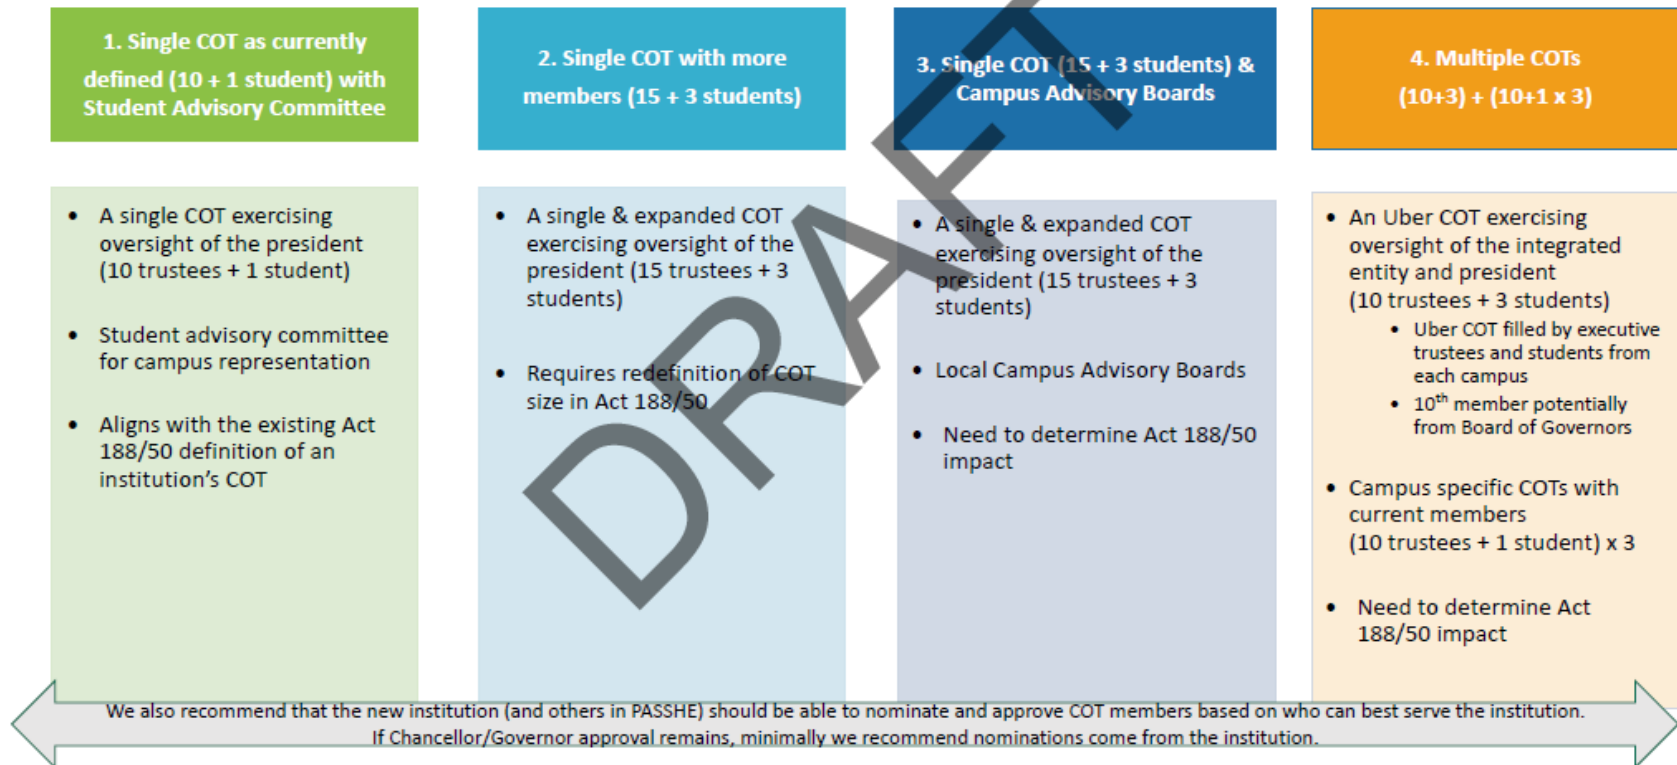 1. Single COT as currently
defined (10 + 1 student) with
Student Advisory Committee
• A single COT exercising
oversight of the president
(10 trustees + 1 student)
• Student advisory committee
for campus representation
• Aligns with the existing Act
188/50 definition of an
institution's COT
2. Single COT with more
members (15 + 3 students)
• A single & expanded COT
exercising oversight of the
president (15 trustees + 3
students)
• Requires redefinition of COT
size in Act 188/50
3. Single COT (15 + 3 students) &
Campus Advisory Boards
• A single & expanded COT
exercising oversight of the
president (15 trustees + 3
students)
• Local Campus Advisory Boards
• Need to determine Act 188/50
impact
4. Multiple COTs
(10+3) + (10+1 x 3)
• An Uber COT exercising
oversight of the integrated
entity and president
(10 trustees + 3 students)
• Uber COT filled by executive
trustees and students from
each campus
• 10th member potentially
from Board of Governors
• Campus specific COTs with
current members
(10 trustees + 1 student) x 3
• Need to determine Act
188/50 impact
We also recommend that the new institution (and others in PASSHE) should be able to nominate and approve COT members based on who can best serve the institution.
If Chancellor/Governor approval remains, minimally we recommend nominations come from the institution.
DRAFT